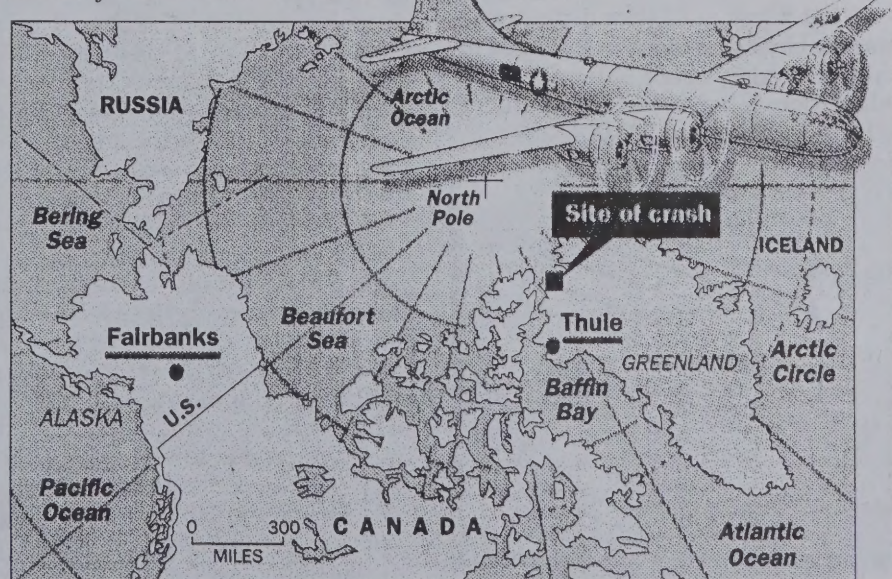 RUSSIA
Arctic
Ocean
Bering
Sea
North
Pole
Site of crash
ICELAND
Fairbanks
Beaufort
Sea
Thule
GREENLAND
Arctic
Circle
Baffin
Bay
ALASKA
U.S.
Pacific
Ocean
0 300
MILES
CANADA
Atlantic
Ocean